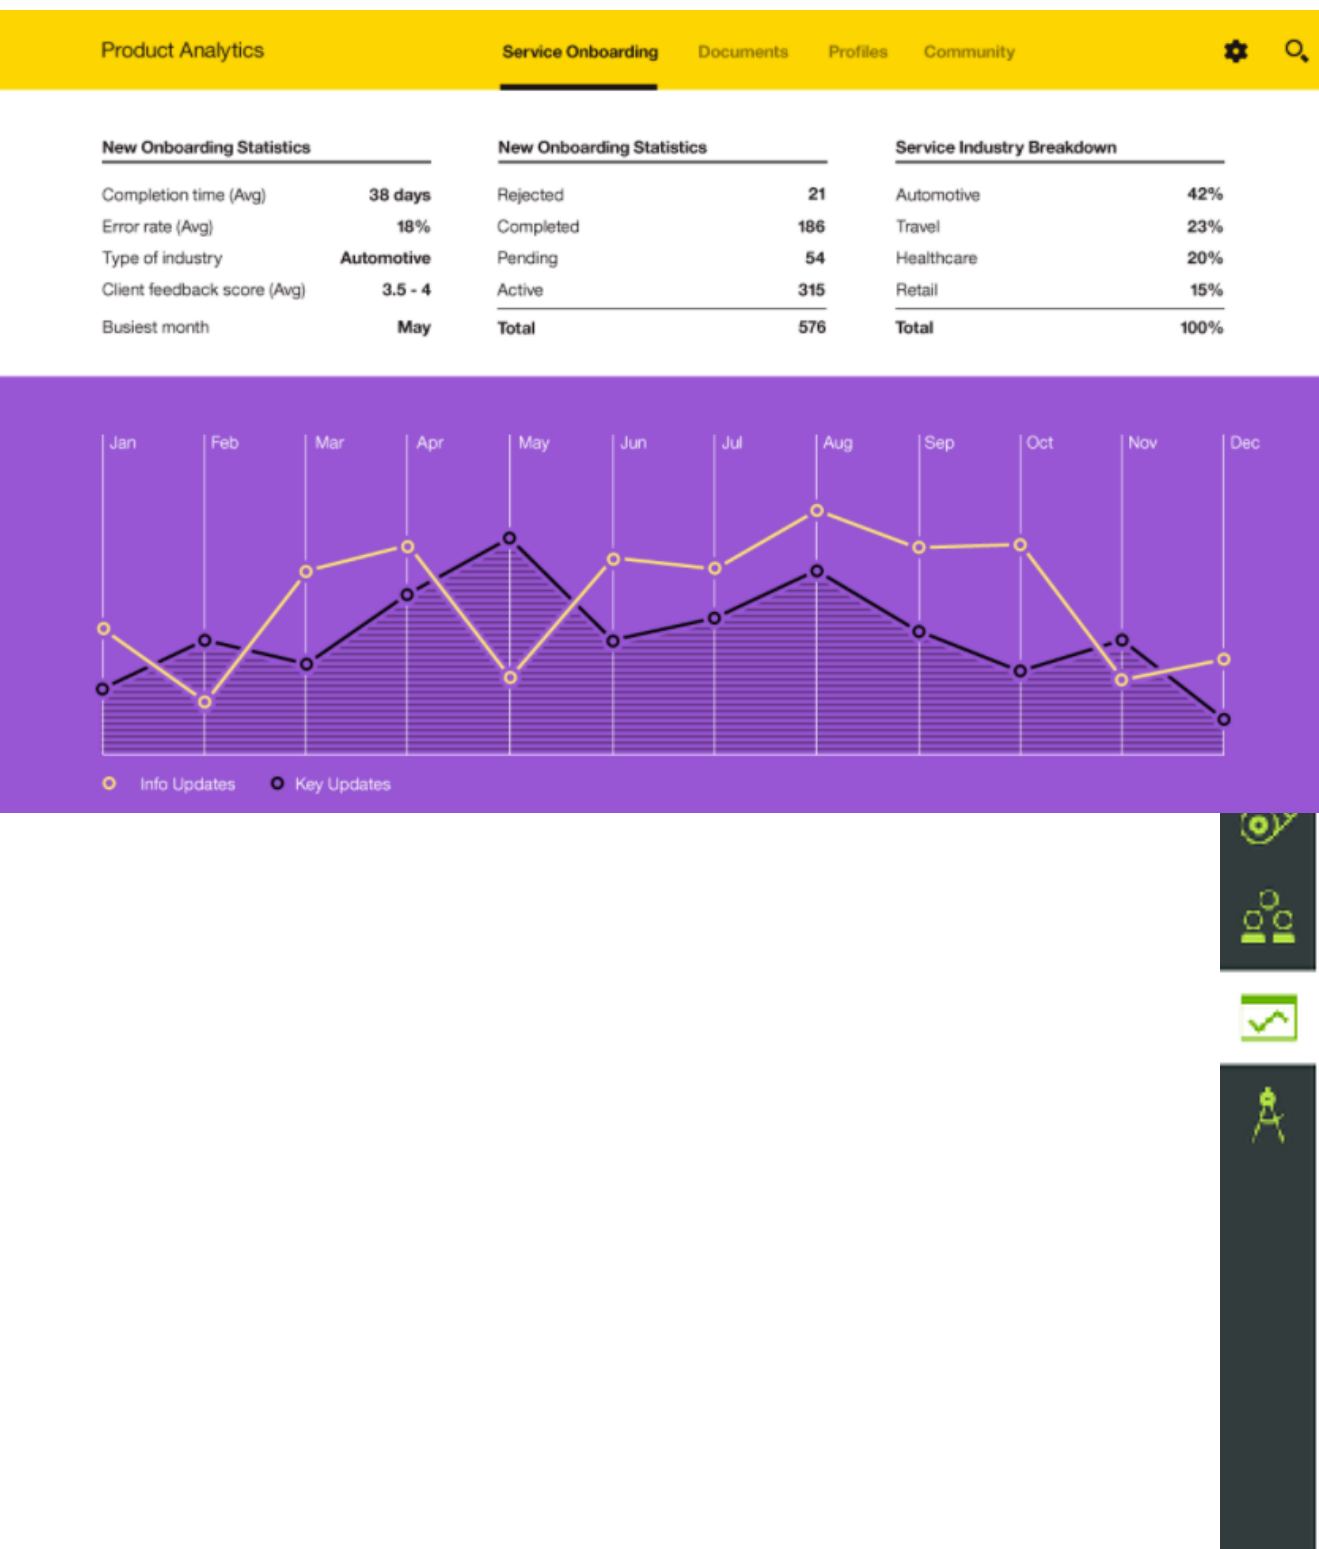 Product Analytics
Service Onboarding Documents Profiles Community
New Onboarding Statistics
Completion time (Avg) 38 days
Error rate (Avg) 18%
Type of industry Automotive
Client feedback score (Avg) 3.5 - 4
Busiest month May
New Onboarding Statistics
Rejected 21
Completed 186
Pending 54
Active 315
Total 576
Service Industry Breakdown
Automotive 42%
Travel 23%
Healthcare 20%
Retail 15%
Total 100%
Jan Feb Mar Apr May Jun Jul Aug Sep Oct Nov Dec
Info Updates Key Updates